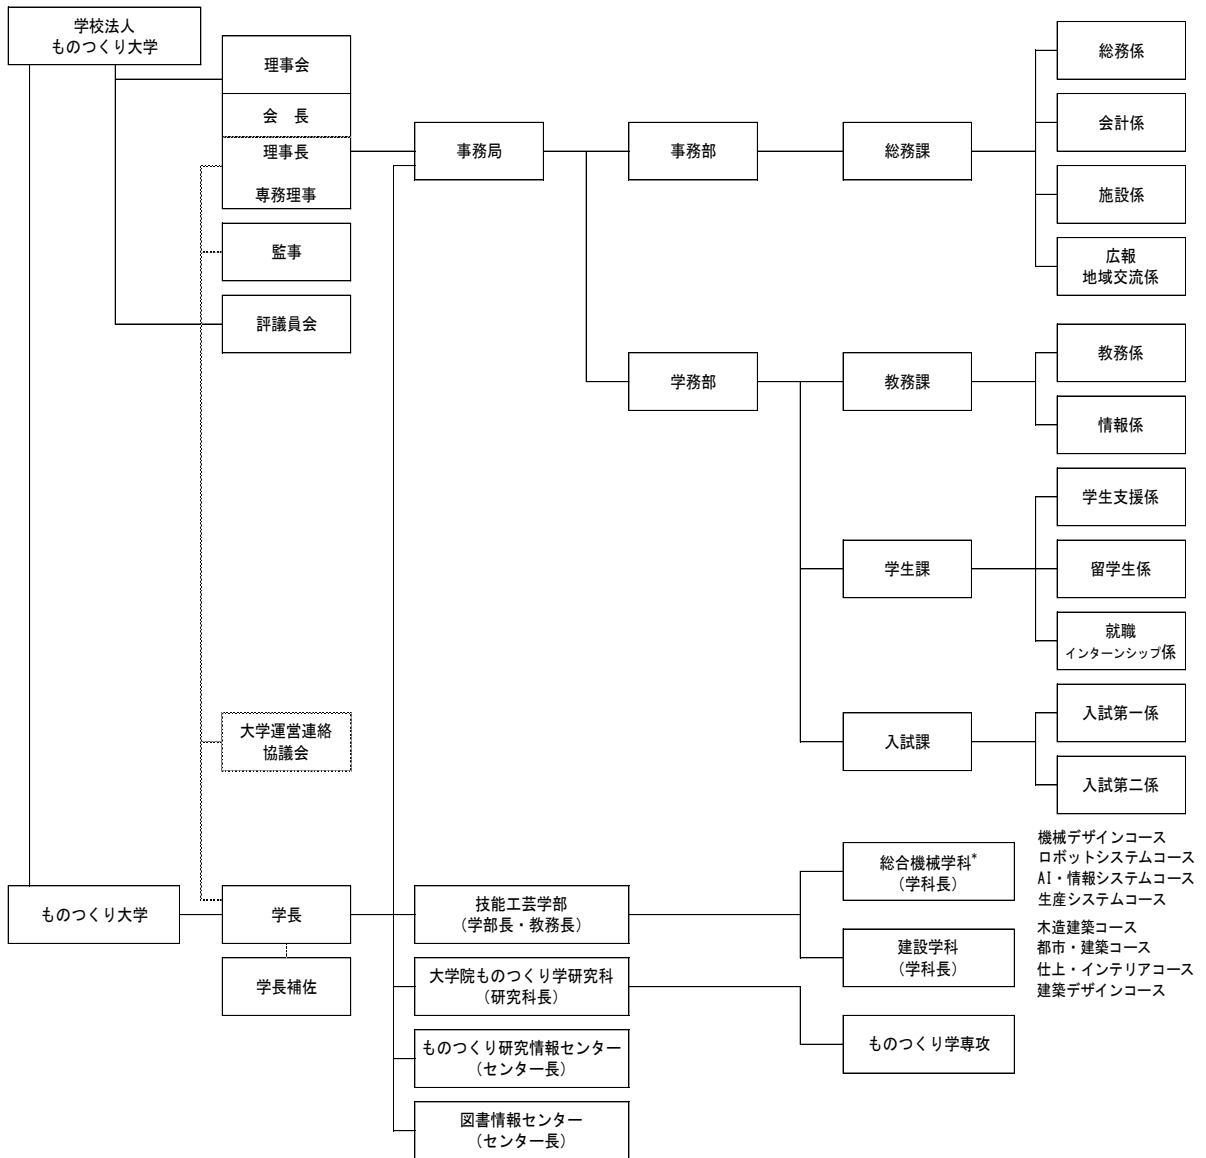 学校法人
ものつくり大学
理事会
会　長
理事長
専務理事
監事
評議員会
事務局
事務部
総務課
総務係
会計係
施設係
広報
地域交流係
学務部
教務課
教務係
情報係
学生課
学生支援係
留学生係
就職
インターンシップ係
入試課
入試第一係
入試第二係
大学運営連絡
協議会
ものつくり大学
学長
学長補佐
技能工芸学部
(学部長・教務長)
総合機械学科*
(学科長)
機械デザインコース
ロボットシステムコース
AI・情報システムコース
生産システムコース
建設学科
(学科長)
木造建築コース
都市・建築コース
仕上・インテリアコース
建築デザインコース
大学院ものつくり学研究科
(研究科長)
ものつくり学専攻
ものつくり研究情報センター
(センター長)
図書情報センター
(センター長)